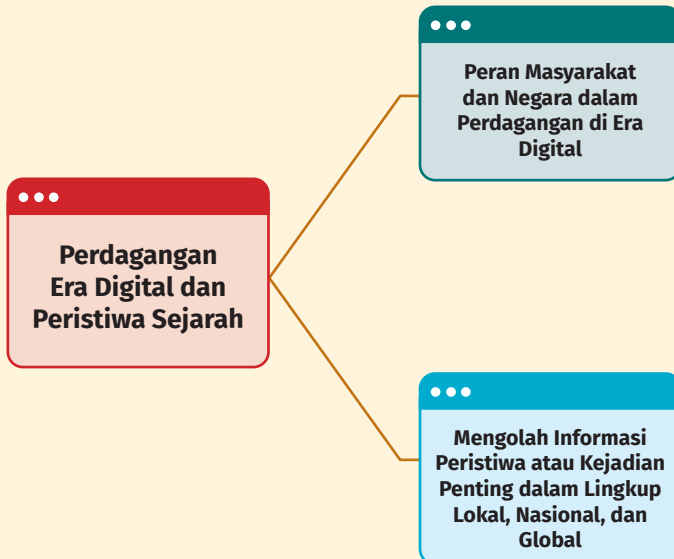 Peran Masyarakat
dan Negara dalam
Perdagangan di Era
Digital
Perdagangan
Era Digital dan
Peristiwa Sejarah
Mengolah Informasi
Peristiwa atau Kejadian
Penting dalam Lingkup
Lokal, Nasional, dan
Global